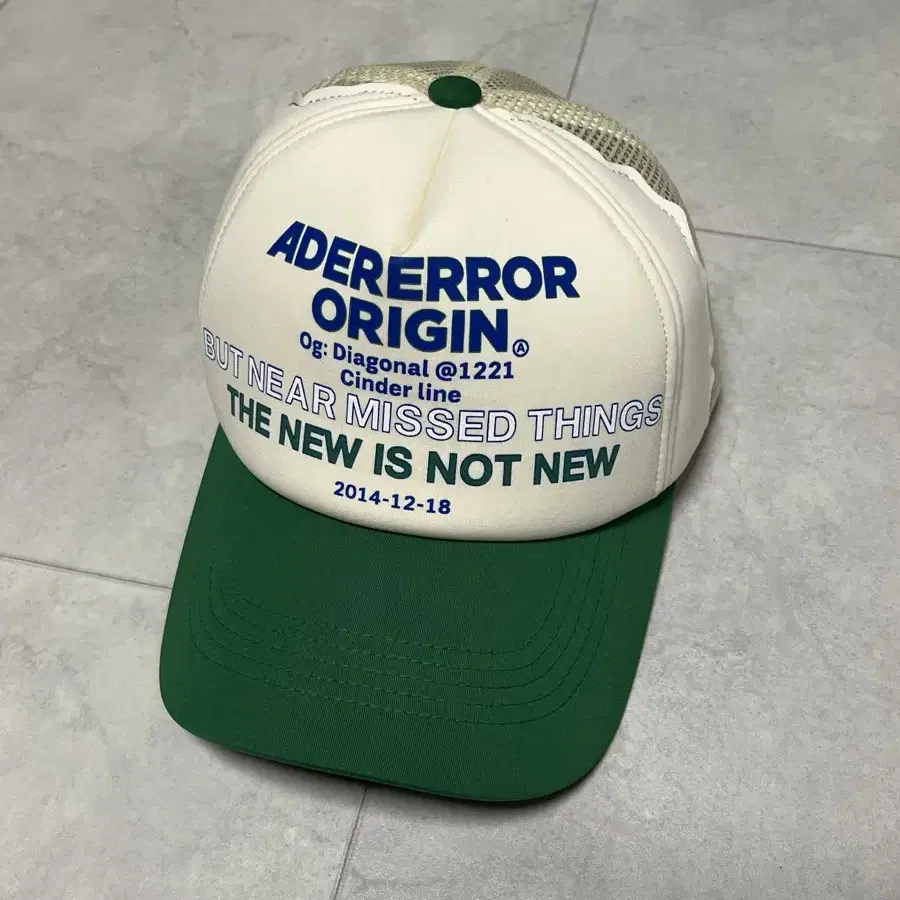 ADERERROR
ORIGIN Ⓐ
Og: Diagonal @1221
Cinder line
BUT NEAR MISSED THINGS
THE NEW IS NOT NEW
2014-12-18